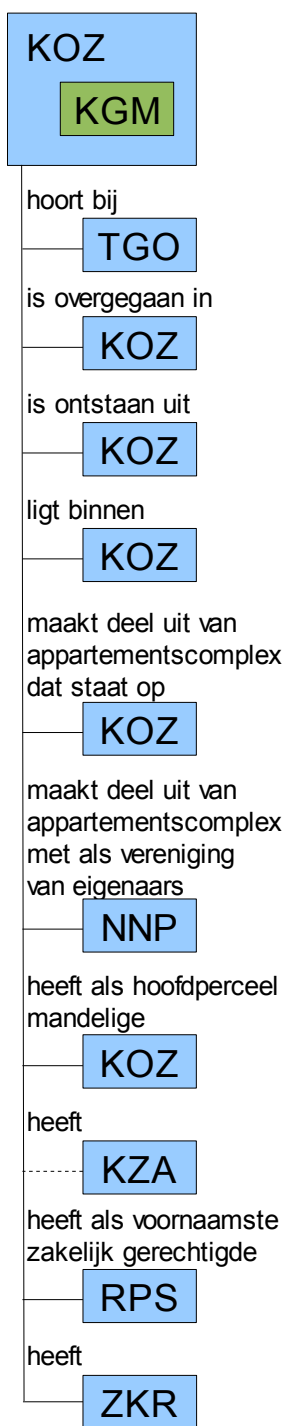 KOZ
KGM
hoort bij
TGO
is overgegaan in
KOZ
is ontstaan uit
KOZ
ligt binnen
KOZ
maakt deel uit van
appartementscomplex
dat staat op
KOZ
maakt deel uit van
appartementscomplex
met als vereniging
van eigenaars
NNP
heeft als hoofdperceel
mandelige
KOZ
heeft
KZA
heeft als voornaamste
zakelijk gerechtigde
RPS
heeft
ZKR